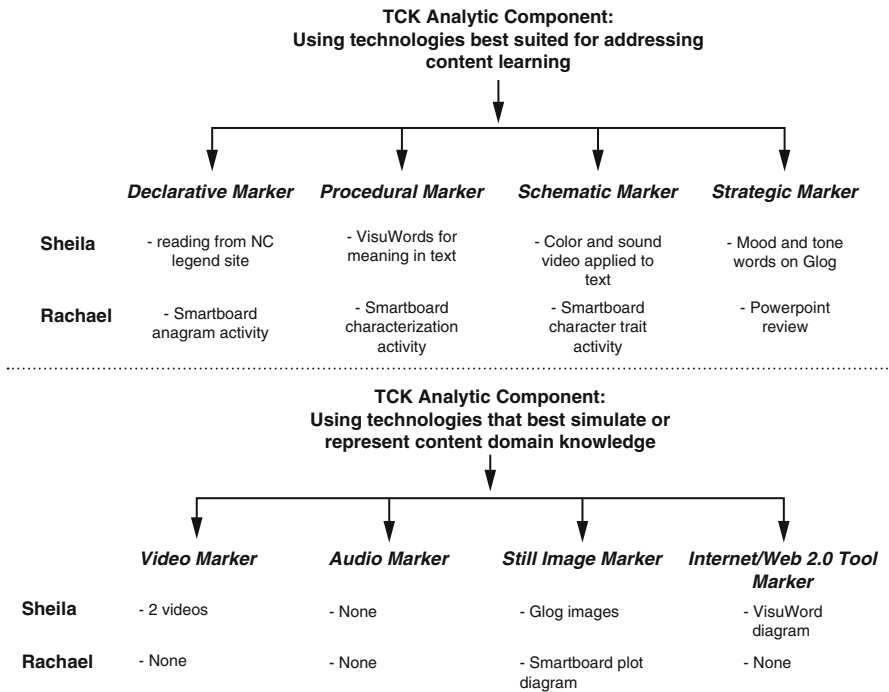 TCK Analytic Component:
Using technologies best suited for addressing
content learning
Declarative Marker Procedural Marker Schematic Marker Strategic Marker
Sheila
- reading from NC
legend site
- VisuWords for
meaning in text
- Color and sound
video applied to
text
- Mood and tone
words on Glog
Rachael
- Smartboard
anagram activity
- Smartboard
characterization
activity
- Smartboard
character trait
activity
- Powerpoint
review
TCK Analytic Component:
Using technologies that best simulate or
represent content domain knowledge
Video Marker Audio Marker Still Image Marker Internet/Web 2.0 Tool
Marker
Sheila
- 2 videos
- None
- Glog images
- VisuWord
diagram
Rachael
- None
- None
- Smartboard plot
diagram
- None